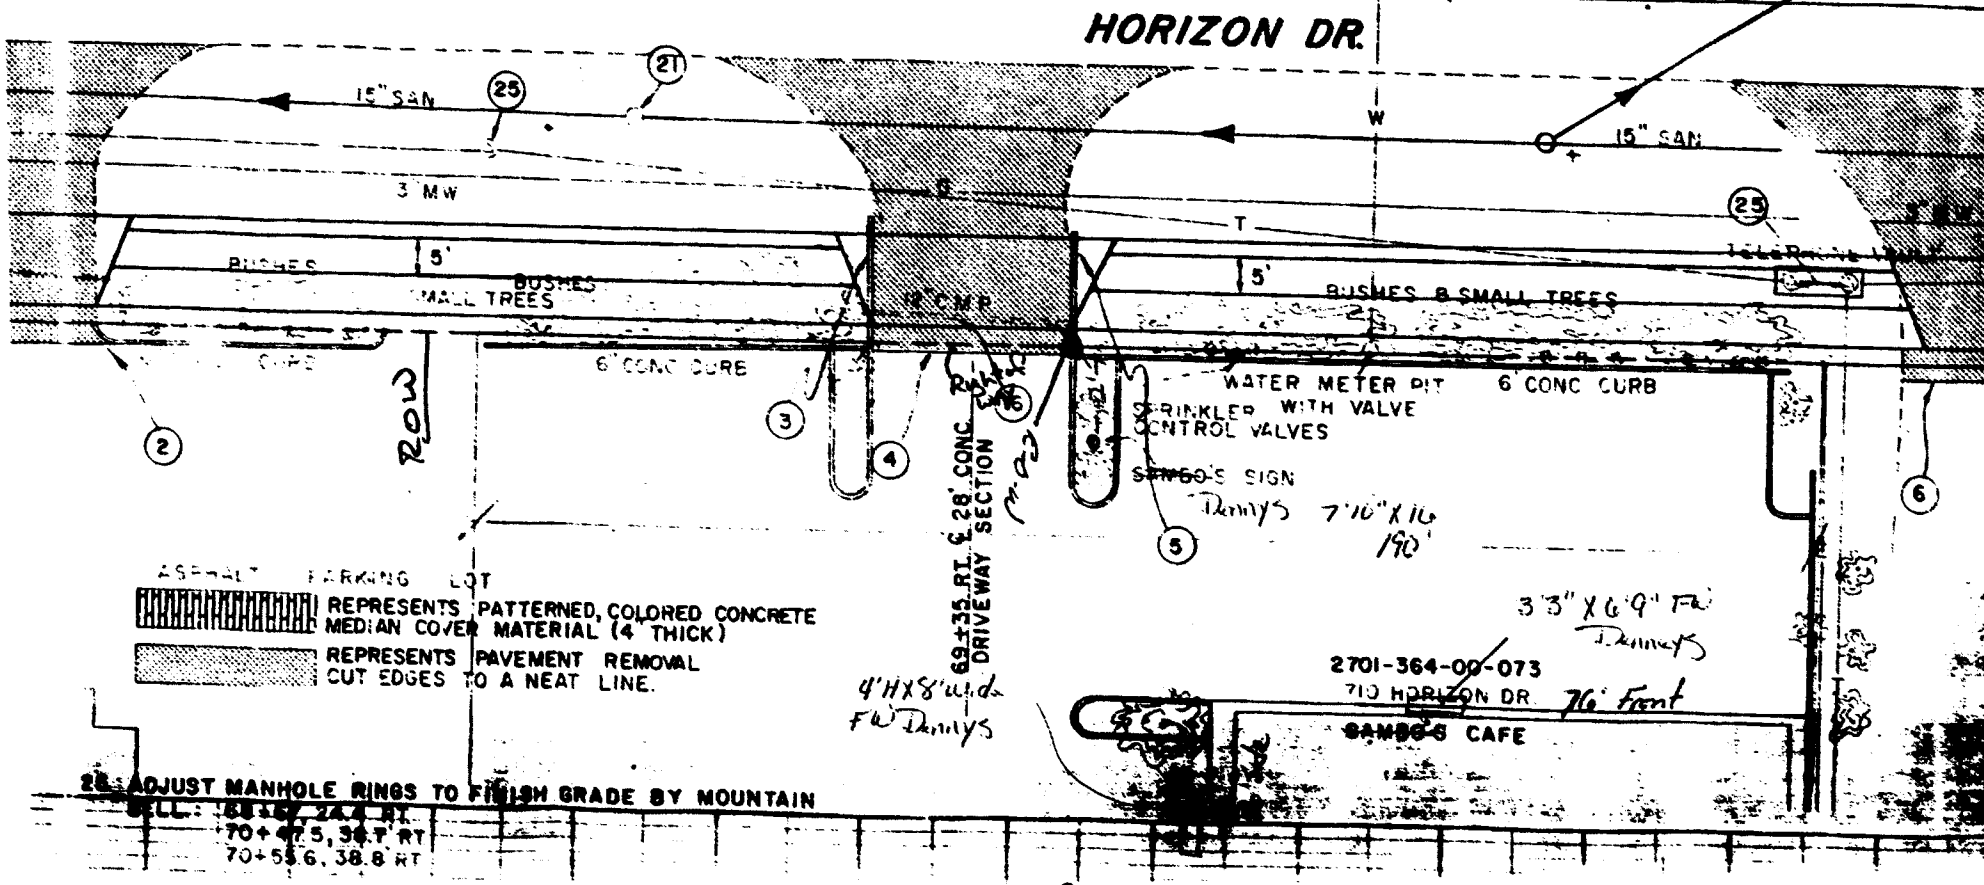 HORIZON DR.
15" SAN
25
21
W
15" SAN
3" MW
G
T
25
5'
BUSHES
BUSHES
SMALL TREES
12" CMP
5'
BUSHES & SMALL TREES
CURB
6" CONC CURB
WATER METER PIT
WITH VALVE
6" CONC CURB
SPRINKLER
CONTROL VALVES
2
ROW
3
4
6
SAMBO'S SIGN
Dennys 7'10" X 16
190'
5
6
69+35 RT. ℄ 28' CONC.
DRIVEWAY SECTION
ASPHALT PARKING LOT
REPRESENTS PATTERNED, COLORED CONCRETE
MEDIAN COVER MATERIAL (4" THICK)
REPRESENTS PAVEMENT REMOVAL
CUT EDGES TO A NEAT LINE.
3'3" X 6'9" FW
Dennys
2701-364-00-073
710 HORIZON DR. 76' Front
SAMBO'S CAFE
4'H X 8' wide
FW Dennys
ADJUST MANHOLE RINGS TO FINISH GRADE BY MOUNTAIN
BELL: 24.4 RT
70+47.5, 38.7 RT
70+55.6, 38.8 RT